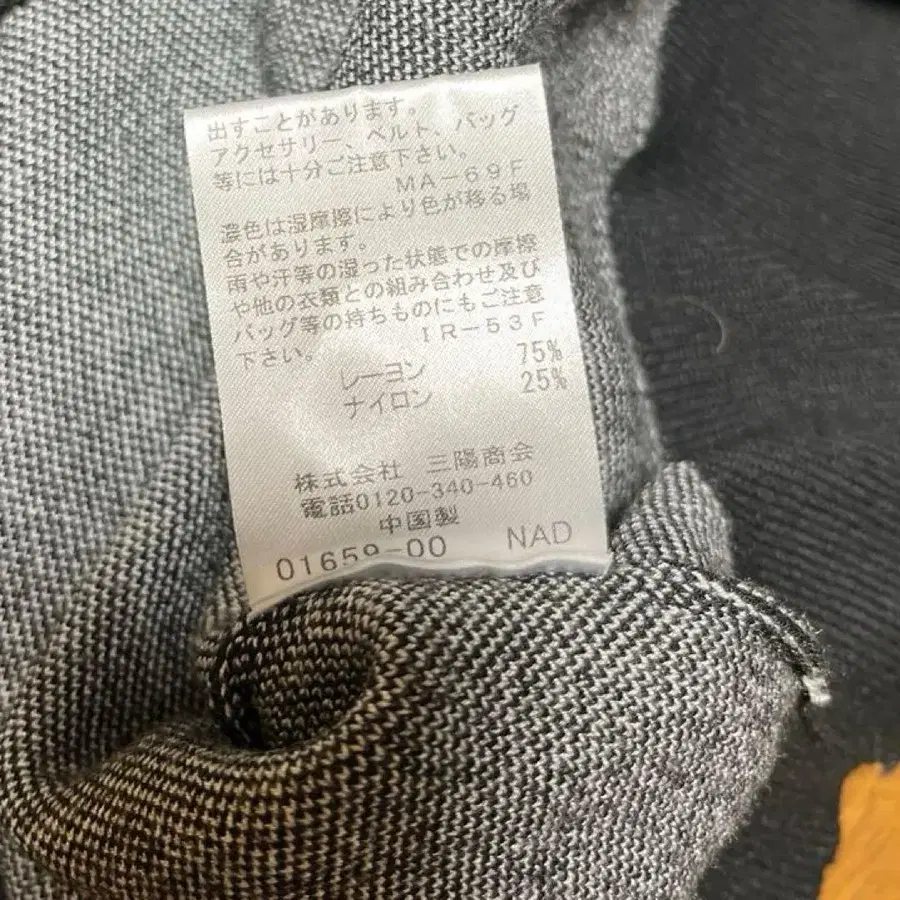 出すことがあります。
アクセサリー、ベルト、バッグ
等には十分ご注意下さい。
MA-69F
濃色は湿摩擦により色が移る場
合があります。
雨や汗等の湿った状態での摩擦
や他の衣類との組み合わせ及び
バッグ等の持ちものにもご注意
下さい。 IR-53F
レーヨン 75%
ナイロン 25%
株式会社 三陽商会
電話0120-340-460
中国製
01659-00 NAD